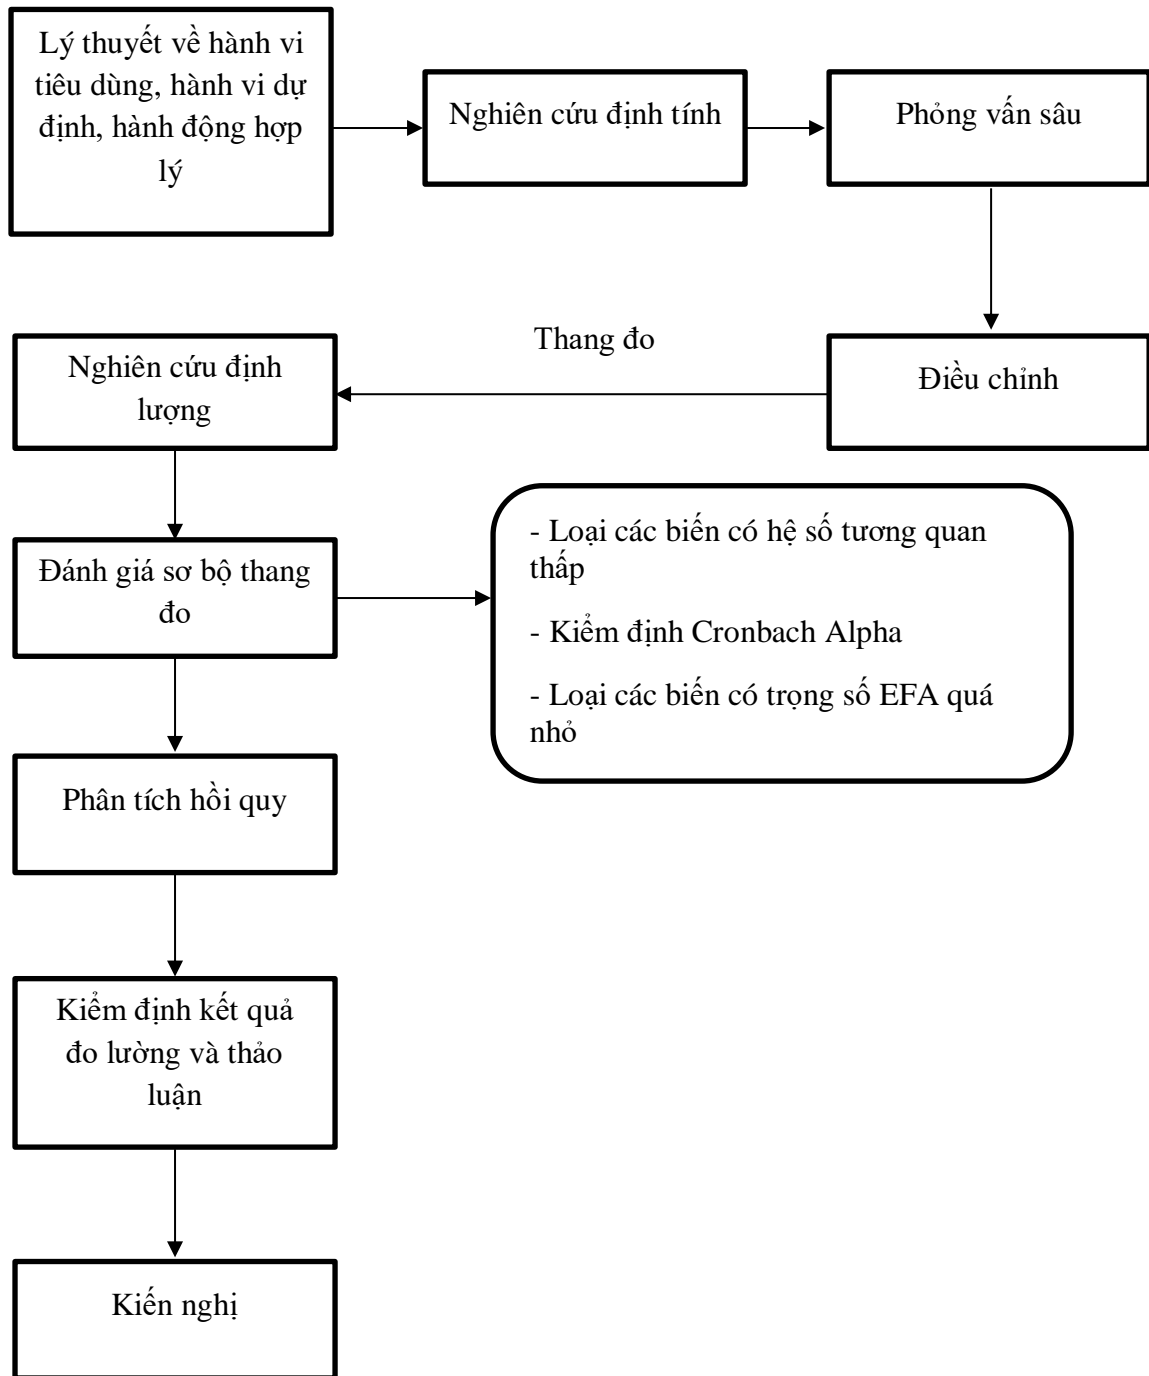 Lý thuyết về hành vi
tiêu dùng, hành vi dự
định, hành động hợp
lý
Nghiên cứu định tính
Phỏng vấn sâu
Thang đo
Nghiên cứu định
lượng
Điều chỉnh
Đánh giá sơ bộ thang
đo
- Loại các biến có hệ số tương quan
thấp
- Kiểm định Cronbach Alpha
- Loại các biến có trọng số EFA quá
nhỏ
Phân tích hồi quy
Kiểm định kết quả
đo lường và thảo
luận
Kiến nghị